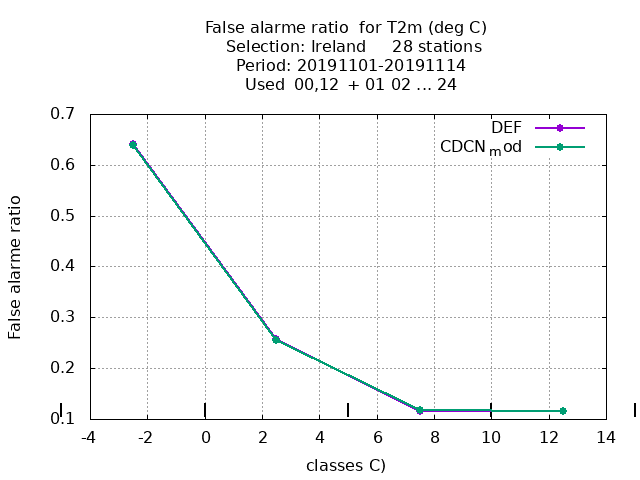 False alarme ratio  for T2m (deg C)
Selection: Ireland     28 stations
Period: 20191101-20191114
Used  00,12  + 01 02 ... 24
DEF
CDCN_mod
False alarme ratio
0.7
0.6
0.5
0.4
0.3
0.2
0.1
-4 -2 0 2 4 6 8 10 12 14
classes C)